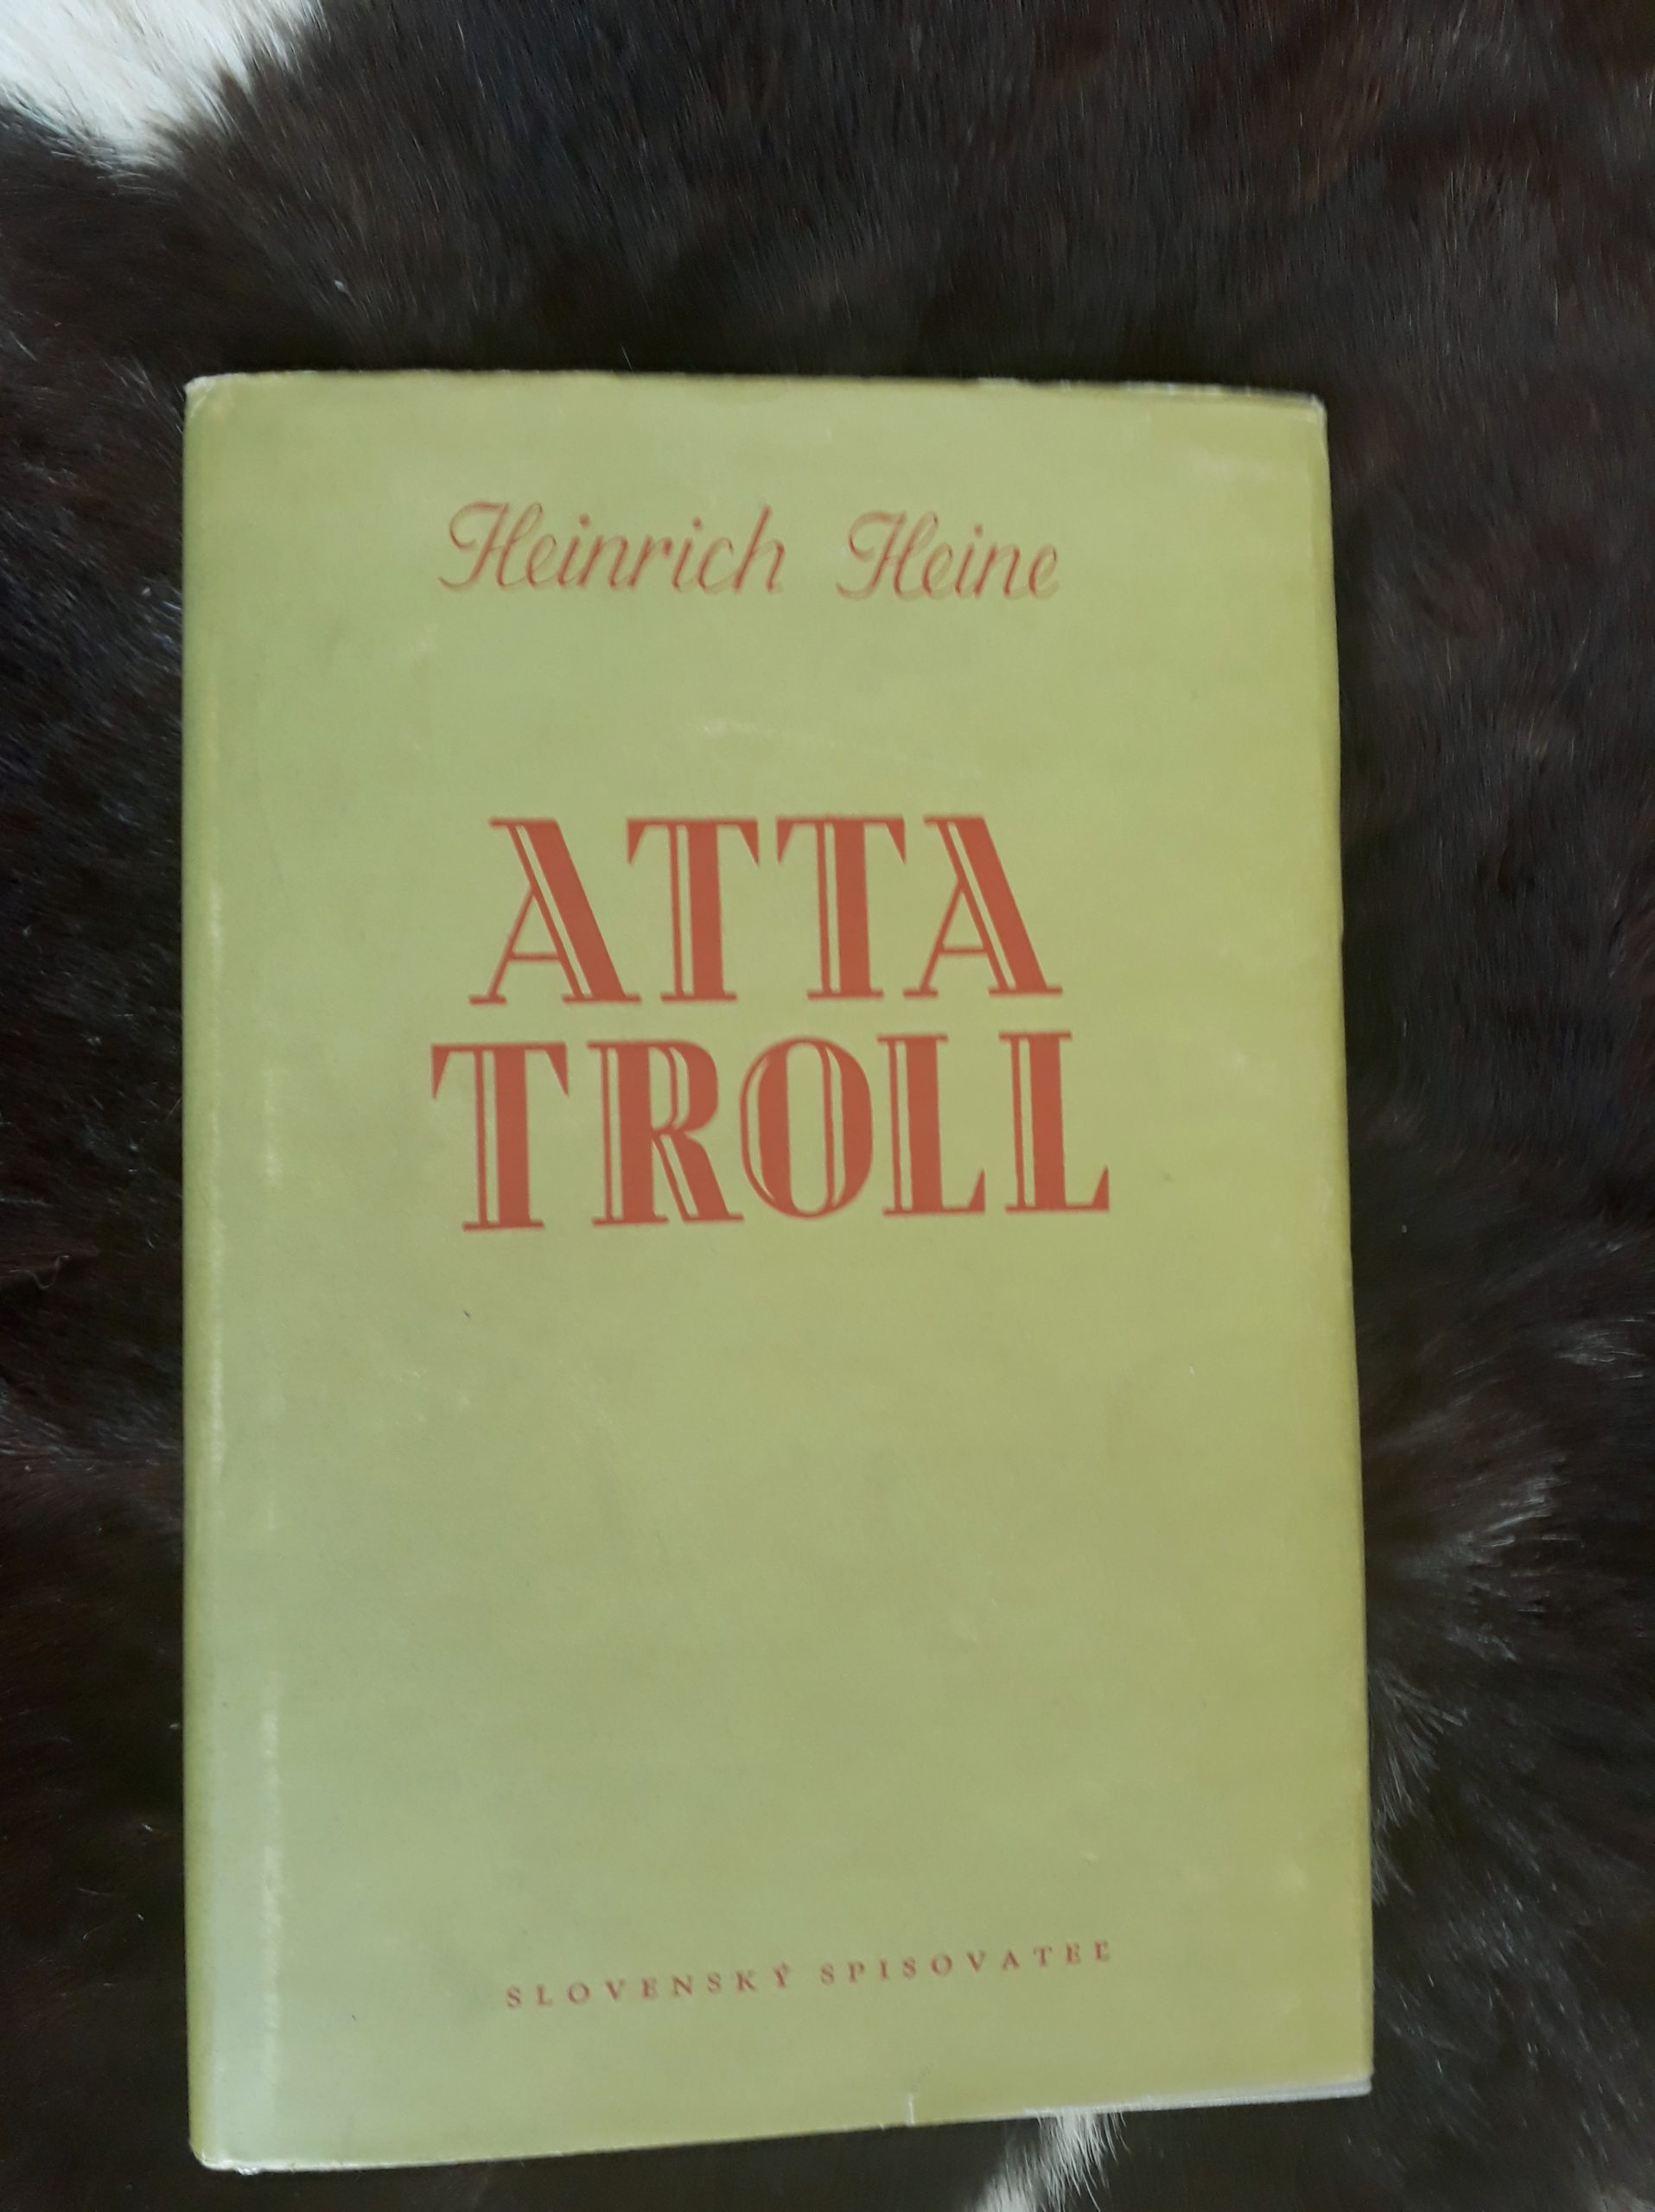 Heinrich Heine
ATTA
TROLL
SLOVENSKÝ SPISOVATEĽ